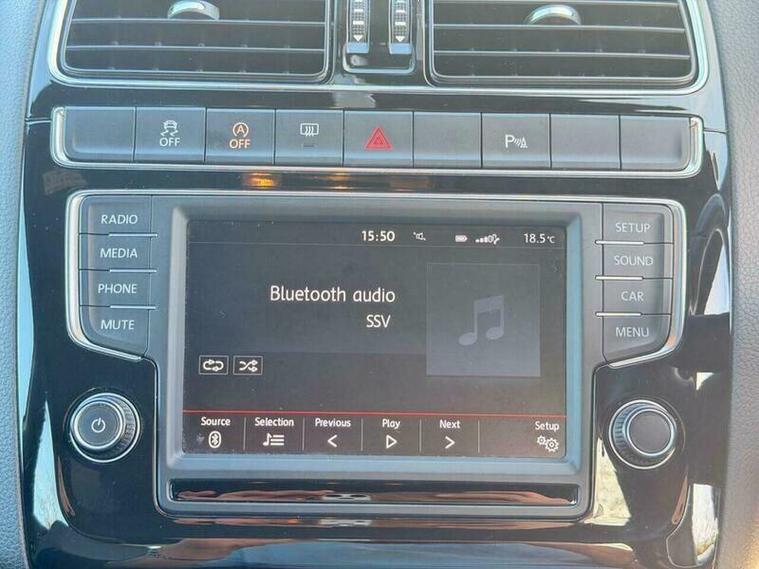 OFF
A
OFF
P
RADIO
MEDIA
PHONE
MUTE
15:50
18.5°C
Bluetooth audio
SSV
Source
Selection
Previous
Play
Next
Setup
SETUP
SOUND
CAR
MENU